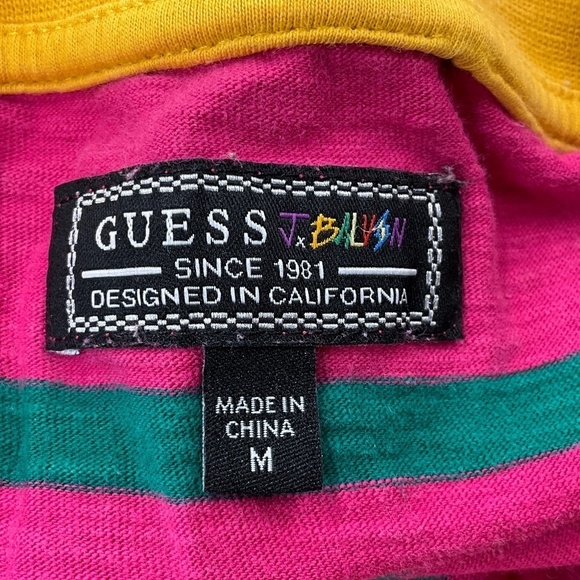 GUESS J x BALVIN
SINCE 1981
DESIGNED IN CALIFORNIA
MADE IN
CHINA
M